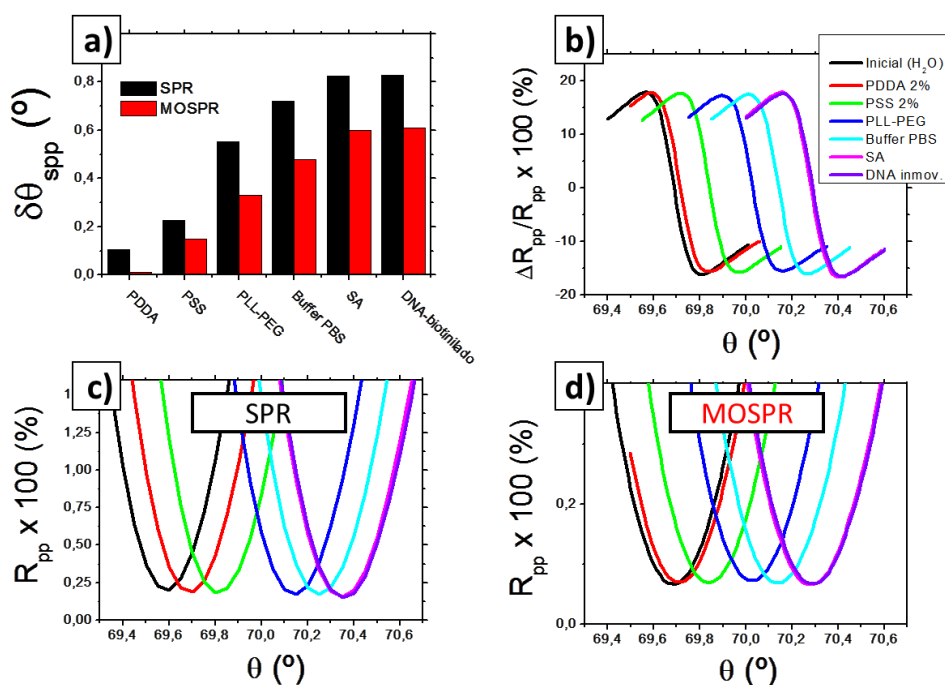 a)
SPR
MOSPR
δθspp (º)
0,8
0,6
0,4
0,2
0,0
PDDA
PSS
PLL-PEG
Buffer PBS
SA
DNA-biotinilado
b)
Inicial (H₂O)
PDDA 2%
PSS 2%
PLL-PEG
Buffer PBS
SA
DNA inmov.
ΔRpp/Rpp x 100 (%)
20
10
0
-10
-20
69,4 69,6 69,8 70,0 70,2 70,4 70,6
θ (º)
c)
SPR
Rpp x 100 (%)
1,25
1,00
0,75
0,50
0,25
0,00
69,4 69,6 69,8 70,0 70,2 70,4 70,6
θ (º)
d)
MOSPR
Rpp x 100 (%)
0,2
0,0
69,4 69,6 69,8 70,0 70,2 70,4 70,6
θ (º)